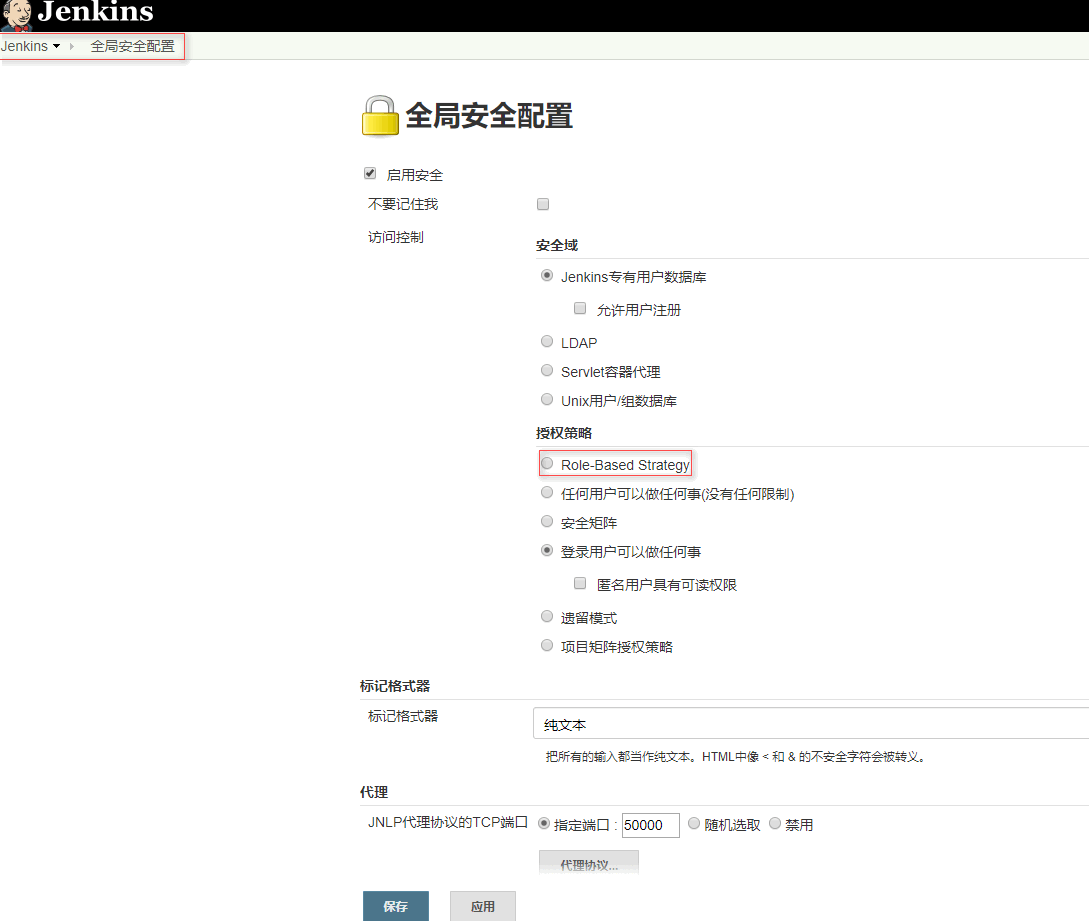 Jenkins
Jenkins 全局安全配置
全局安全配置
启用安全
不要记住我
访问控制
安全域
Jenkins专有用户数据库
允许用户注册
LDAP
Servlet容器代理
Unix用户/组数据库
授权策略
Role-Based Strategy
任何用户可以做任何事(没有任何限制)
安全矩阵
登录用户可以做任何事
匿名用户具有可读权限
遗留模式
项目矩阵授权策略
标记格式器
标记格式器 纯文本
把所有的输入都当作纯文本。HTML中像 < 和 & 的不安全字符会被转义。
代理
JNLP代理协议的TCP端口 指定端口 : 50000 随机选取 禁用
代理协议...
保存 应用